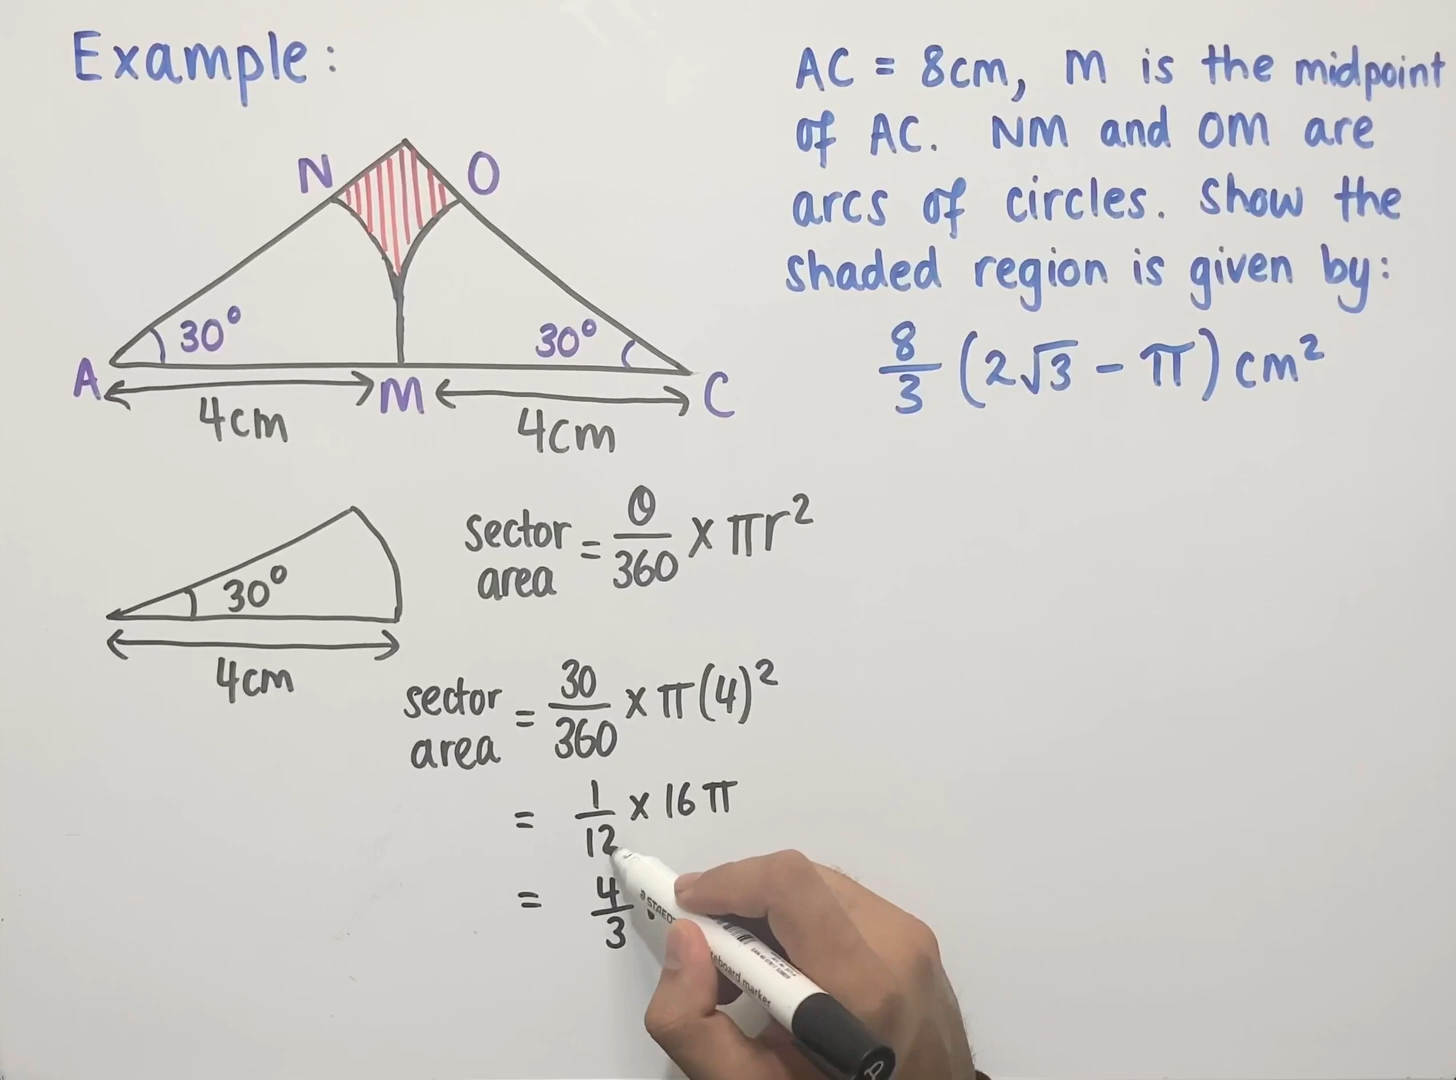 Example:
AC = 8cm, M is the midpoint
of AC. NM and OM are
arcs of circles. Show the
shaded region is given by:
8/3 (2√3 - π) cm²
N
O
30°
30°
A
M
C
4cm
4cm
30°
4cm
sector area = θ/360 × πr²
sector area = 30/360 × π(4)²
= 1/12 × 16π
= 4/3
STAED